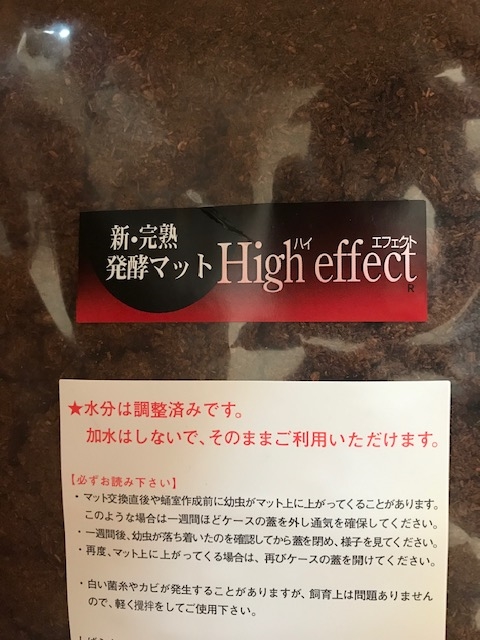 新・完熟
発酵マット High effect
ハイ エフェクト
R
★水分は調整済みです。
加水はしないで、そのままご利用いただけます。
【必ずお読み下さい】
・マット交換直後や蛹室作成前に幼虫がマット上に上がってくることがあります。
このような場合は一週間ほどケースの蓋を外し通気を確保してください。
・一週間後、幼虫が落ち着いたのを確認してから蓋を閉め、様子を見てください。
・再度、マット上に上がってくる場合は、再びケースの蓋を開けてください。
・白い菌糸やカビが発生することがありますが、飼育上は問題ありません
ので、軽く攪拌をしてご使用下さい。